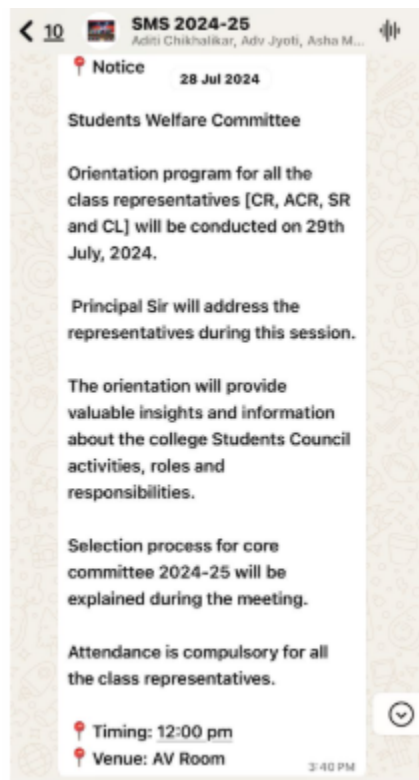 10
SMS 2024-25
Aditi Chikhalikar, Adv Jyoti, Asha M...
📍 Notice
28 Jul 2024
Students Welfare Committee
Orientation program for all the
class representatives [CR, ACR, SR
and CL] will be conducted on 29th
July, 2024.
Principal Sir will address the
representatives during this session.
The orientation will provide
valuable insights and information
about the college Students Council
activities, roles and
responsibilities.
Selection process for core
committee 2024-25 will be
explained during the meeting.
Attendance is compulsory for all
the class representatives.
📍 Timing: 12:00 pm
📍 Venue: AV Room
3:40 PM